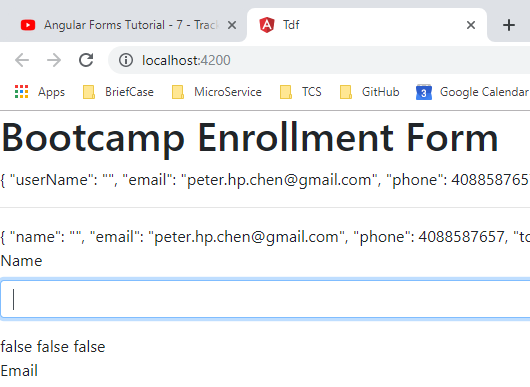 Angular Forms Tutorial - 7 - Track
Tdf
localhost:4200
Apps BriefCase MicroService TCS GitHub 3 Google Calendar
Bootcamp Enrollment Form
{ "userName": "", "email": "peter.hp.chen@gmail.com", "phone": 408858765
{ "name": "", "email": "peter.hp.chen@gmail.com", "phone": 4088587657, "to
Name
false false false
Email